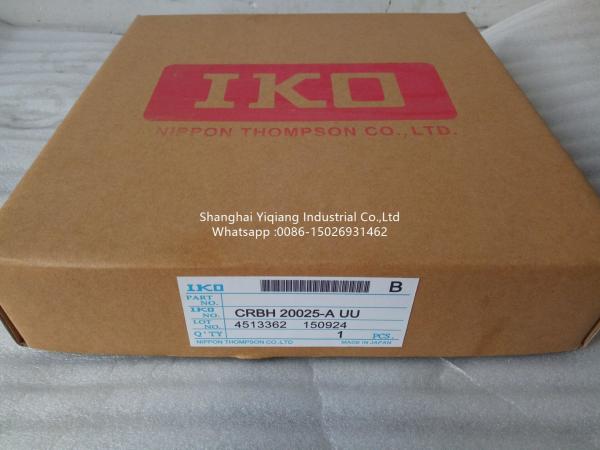 IKO
NIPPON THOMPSON CO.,LTD.
Shanghai Yiqiang Industrial Co.,Ltd
Whatsapp :0086-15026931462
IKO B
PART NO.
IKO NO. CRBH 20025-A UU
LOT NO. 4513362 150924
Q'TY 1 PCS.
NIPPON THOMPSON CO.LTD MADE IN JAPAN